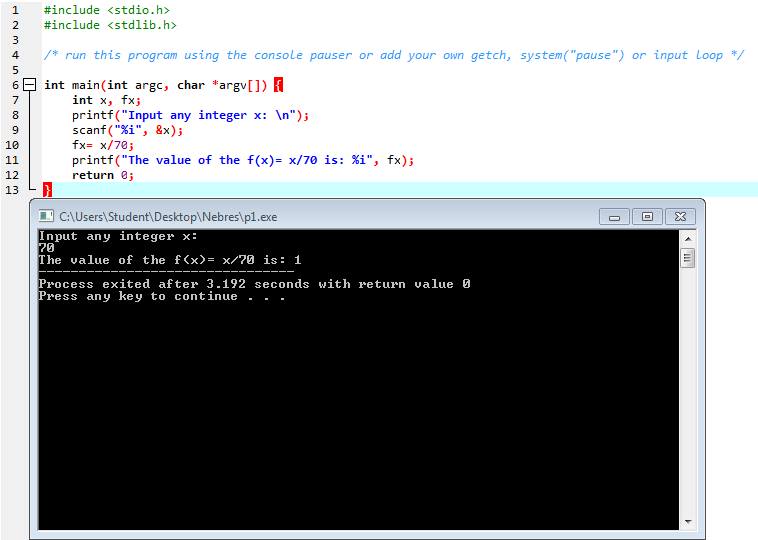 1 #include <stdio.h>
2 #include <stdlib.h>
3
4 /* run this program using the console pauser or add your own getch, system("pause") or input loop */
5
6 int main(int argc, char *argv[]) {
7 int x, fx;
8 printf("Input any integer x: \n");
9 scanf("%i", &x);
10 fx= x/70;
11 printf("The value of the f(x)= x/70 is: %i", fx);
12 return 0;
13 }
C:\Users\Student\Desktop\Nebres\p1.exe
Input any integer x:
70
The value of the f(x)= x/70 is: 1
--------------------------------
Process exited after 3.192 seconds with return value 0
Press any key to continue . . .